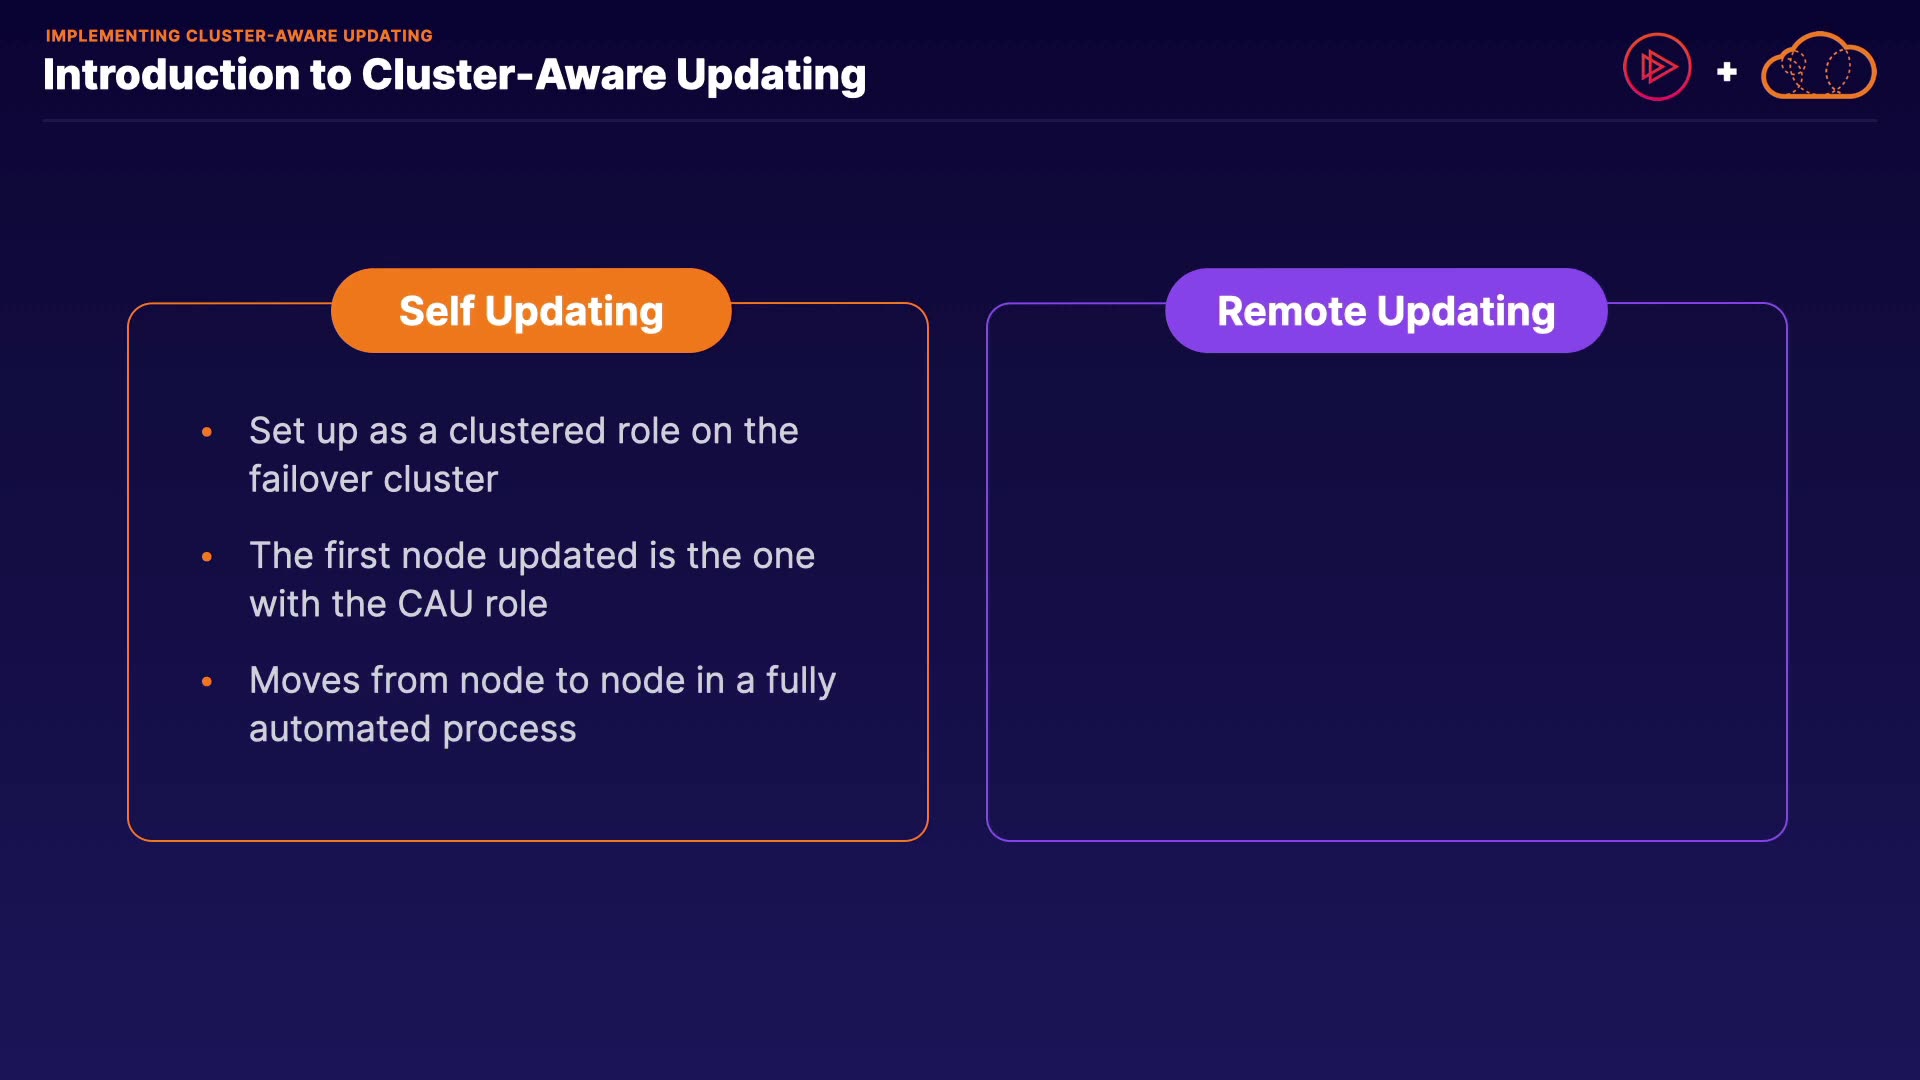 IMPLEMENTING CLUSTER-AWARE UPDATING
Introduction to Cluster-Aware Updating
+
Self Updating
• Set up as a clustered role on the
failover cluster
• The first node updated is the one
with the CAU role
• Moves from node to node in a fully
automated process
Remote Updating